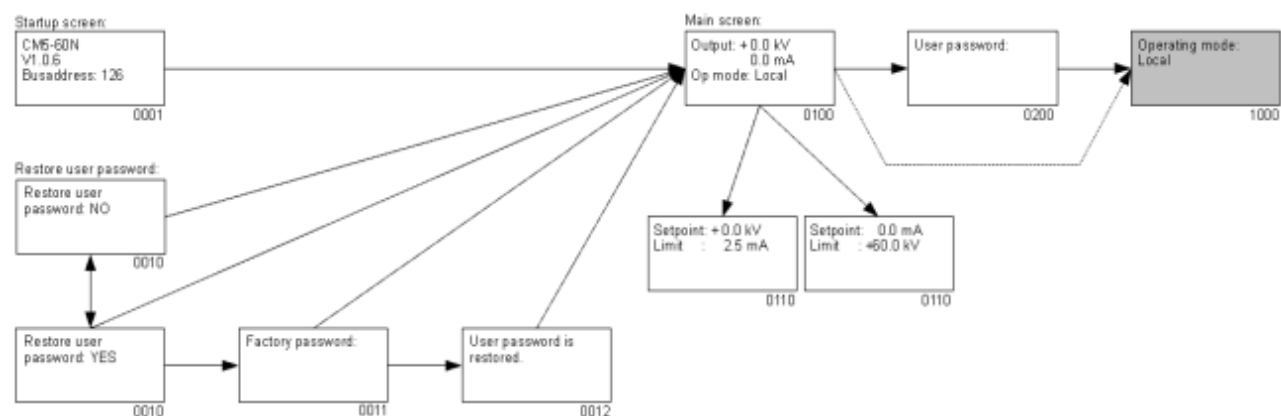 Startup screen:
CM5-60N
V1.0.6
Busaddress: 126
0001
Main screen:
Output: +0.0 kV
0.0 mA
Op mode: Local
0100
User password:
0200
Operating mode:
Local
1000
Restore user password:
Restore user
password: NO
0010
Setpoint: +0.0 kV
Limit : 2.5 mA
0110
Setpoint: 0.0 mA
Limit : +60.0 kV
0110
Restore user
password: YES
0010
Factory password:
0011
User password is
restored.
0012